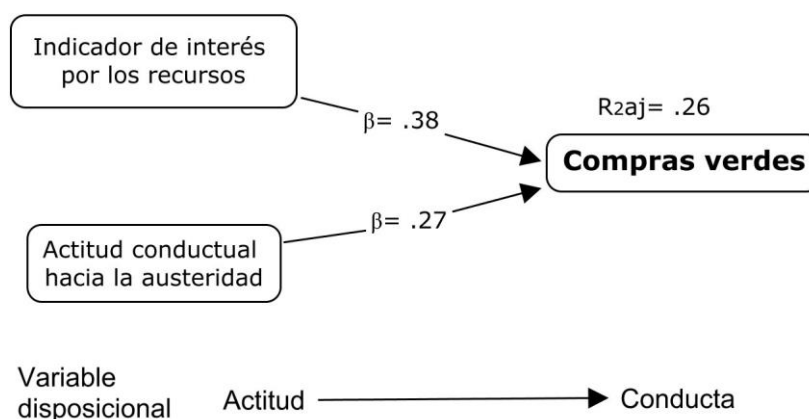 Indicador de interés
por los recursos
β= .38
R2aj= .26
Compras verdes
β= .27
Actitud conductual
hacia la austeridad
Variable
disposicional
Actitud
Conducta